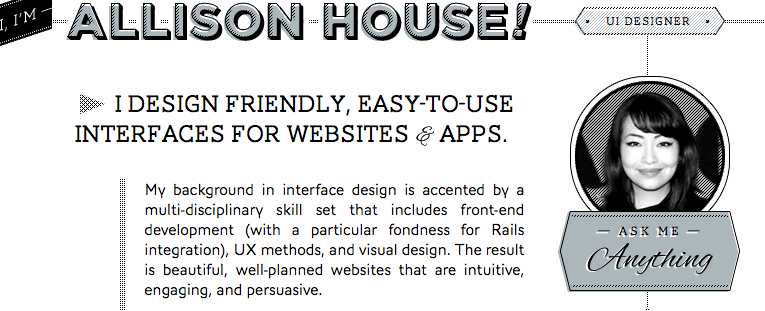 I, I'M
ALLISON HOUSE!
UI DESIGNER
I DESIGN FRIENDLY, EASY-TO-USE
INTERFACES FOR WEBSITES & APPS.
My background in interface design is accented by a
multi-disciplinary skill set that includes front-end
development (with a particular fondness for Rails
integration), UX methods, and visual design. The result
is beautiful, well-planned websites that are intuitive,
engaging, and persuasive.
ASK ME
Anything